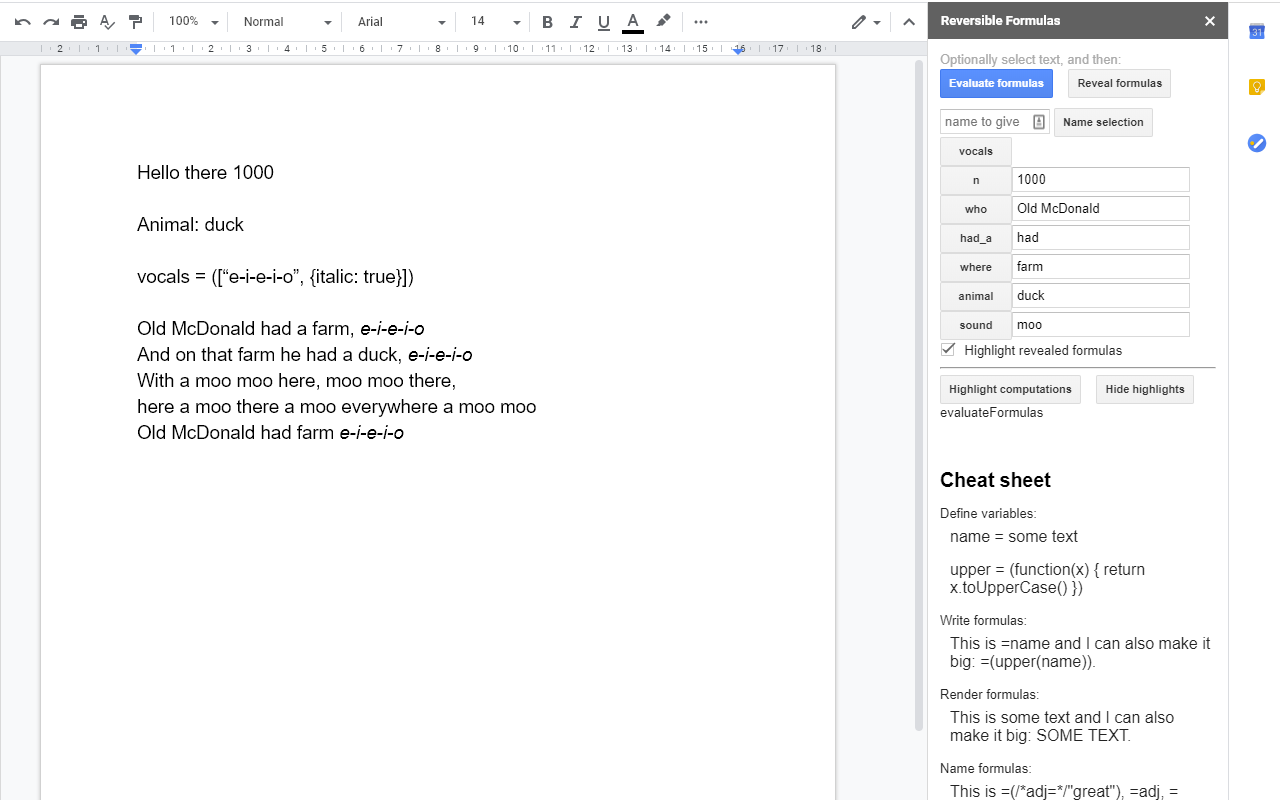 100% Normal Arial 14 B I U A
2 1 1 2 3 4 5 6 7 8 9 10 11 12 13 14 15 16 17 18
Hello there 1000
Animal: duck
vocals = ([“e-i-e-i-o”, {italic: true}])
Old McDonald had a farm, e-i-e-i-o
And on that farm he had a duck, e-i-e-i-o
With a moo moo here, moo moo there,
here a moo there a moo everywhere a moo moo
Old McDonald had farm e-i-e-i-o
Reversible Formulas
Optionally select text, and then:
Evaluate formulas Reveal formulas
name to give Name selection
vocals
n 1000
who Old McDonald
had_a had
where farm
animal duck
sound moo
Highlight revealed formulas
Highlight computations Hide highlights
evaluateFormulas
Cheat sheet
Define variables:
name = some text
upper = (function(x) { return
x.toUpperCase() })
Write formulas:
This is =name and I can also make it
big: =(upper(name)).
Render formulas:
This is some text and I can also
make it big: SOME TEXT.
Name formulas:
This is =(/*adj=*/"great"), =adj, =
31